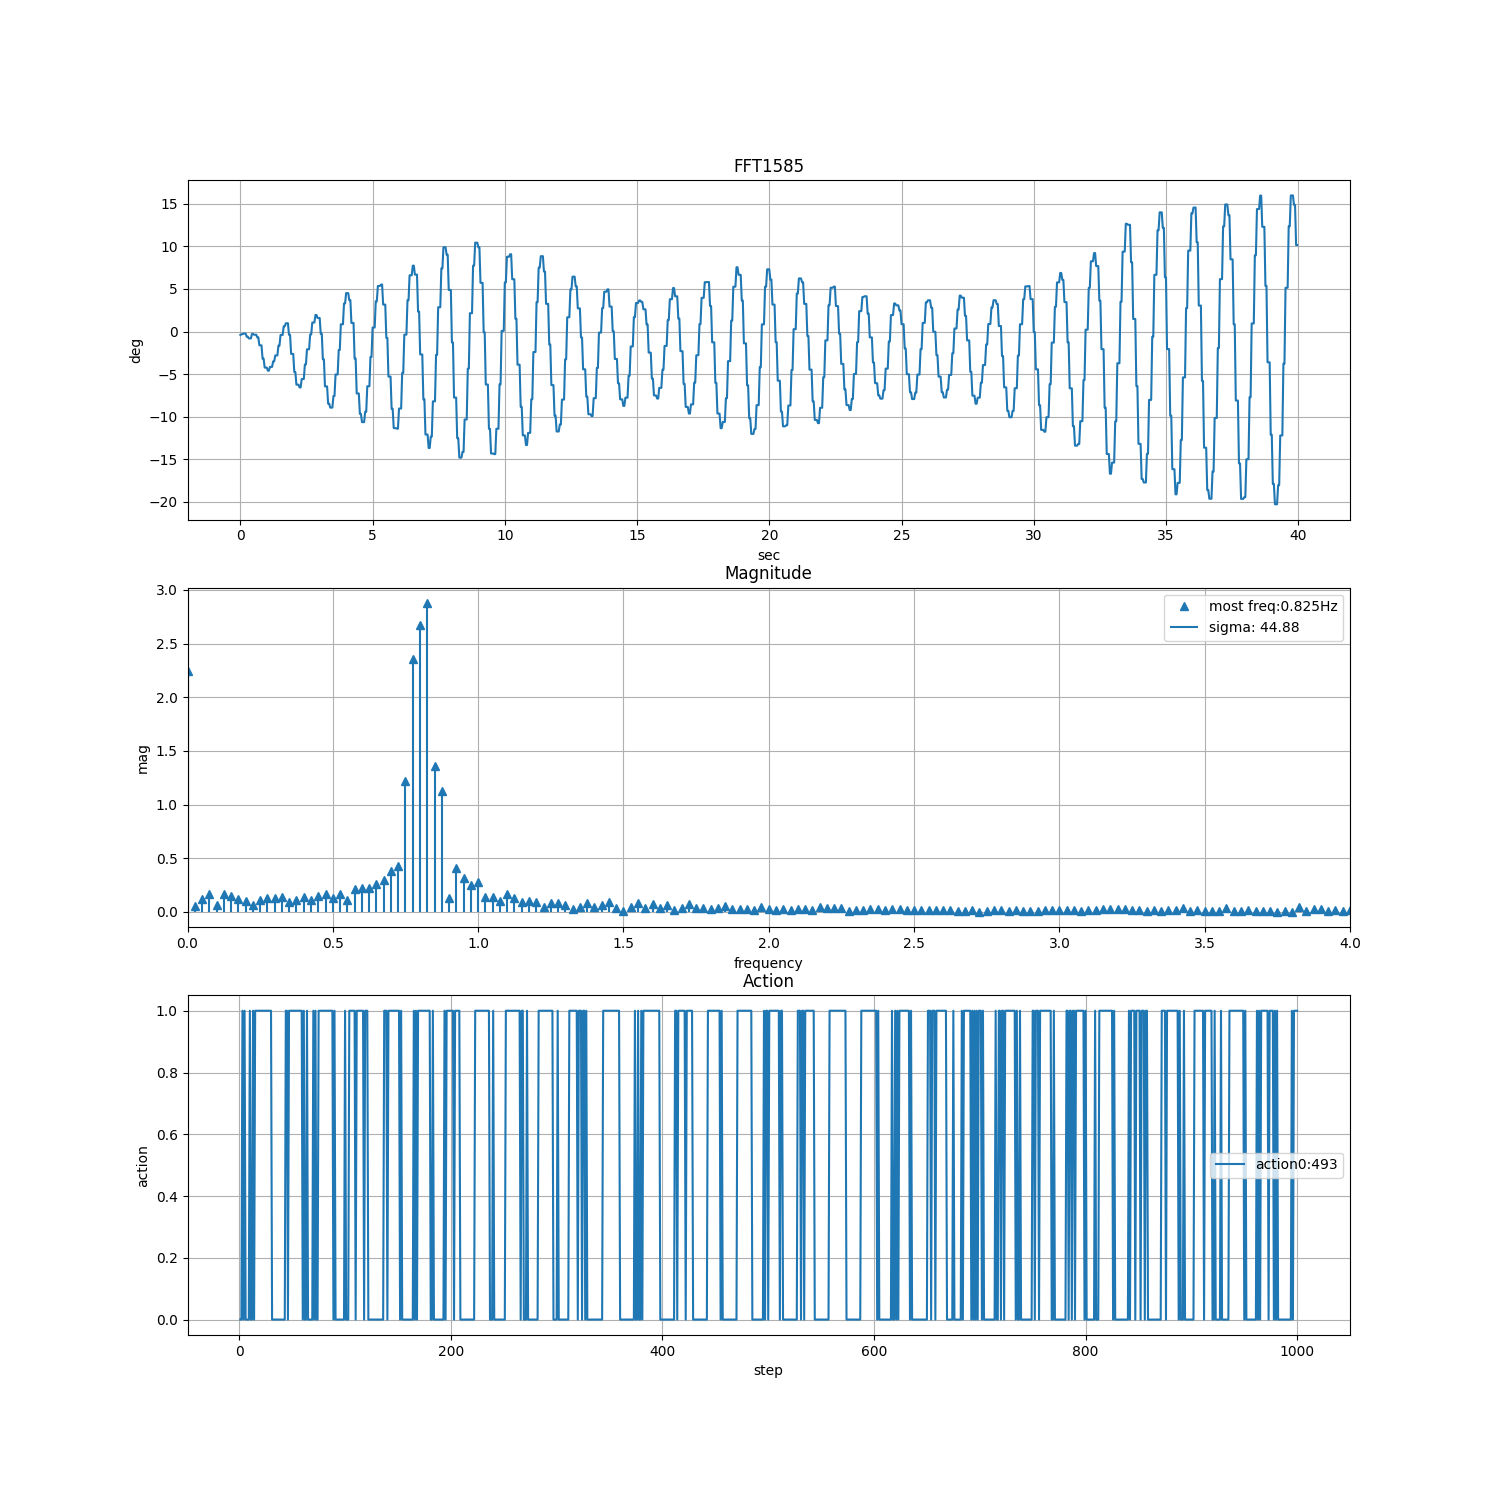 FFT1585
15
10
5
0
−5
−10
−15
−20
deg
0 5 10 15 20 25 30 35 40
sec
Magnitude
3.0
2.5
2.0
1.5
1.0
0.5
0.0
mag
most freq:0.825Hz
sigma: 44.88
0.0 0.5 1.0 1.5 2.0 2.5 3.0 3.5 4.0
frequency
Action
1.0
0.8
0.6
0.4
0.2
0.0
action
action0:493
0 200 400 600 800 1000
step